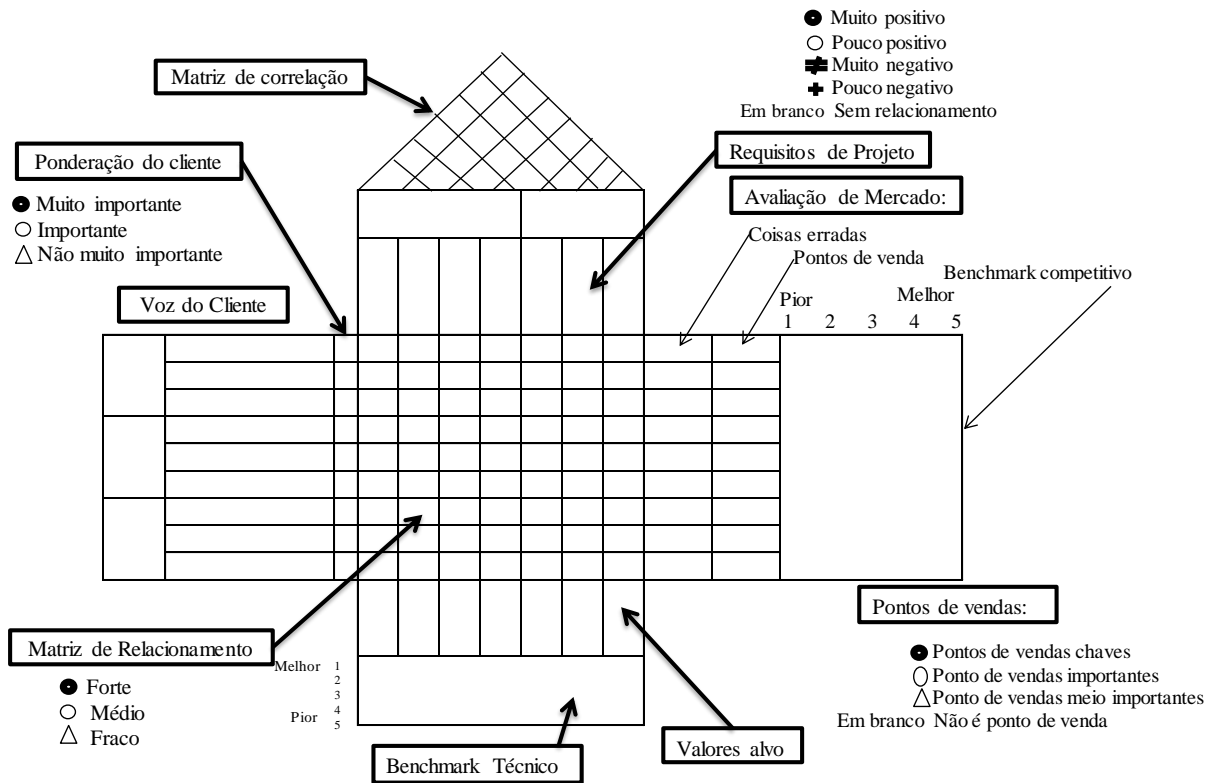 Muito positivo
Pouco positivo
Muito negativo
Pouco negativo
Em branco Sem relacionamento
Matriz de correlação
Ponderação do cliente
Muito importante
Importante
Não muito importante
Requisitos de Projeto
Avaliação de Mercado:
Coisas erradas
Pontos de venda
Benchmark competitivo
Voz do Cliente
Pior
Melhor
1 2 3 4 5
Matriz de Relacionamento
Forte
Médio
Fraco
Melhor 1
2
3
4
Pior 5
Benchmark Técnico
Valores alvo
Pontos de vendas:
Pontos de vendas chaves
Ponto de vendas importantes
Ponto de vendas meio importantes
Em branco Não é ponto de venda